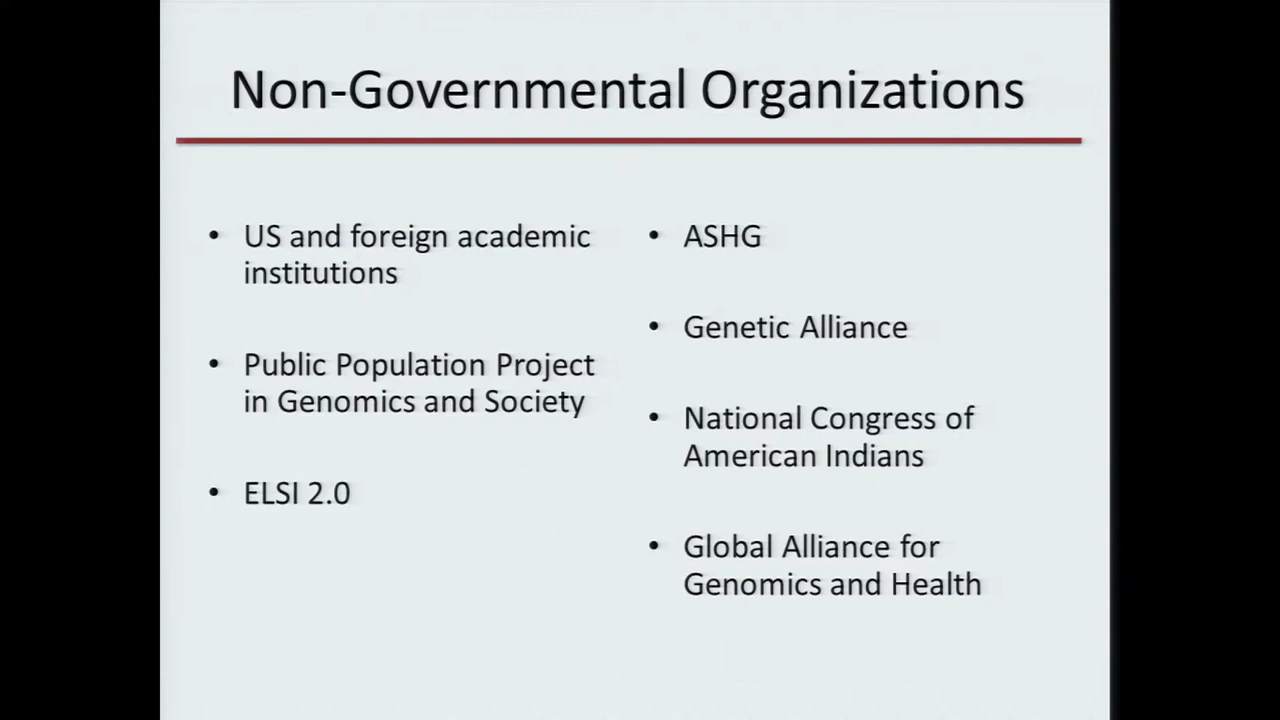 Non-Governmental Organizations
• US and foreign academic
institutions
• Public Population Project
in Genomics and Society
• ELSI 2.0
• ASHG
• Genetic Alliance
• National Congress of
American Indians
• Global Alliance for
Genomics and Health